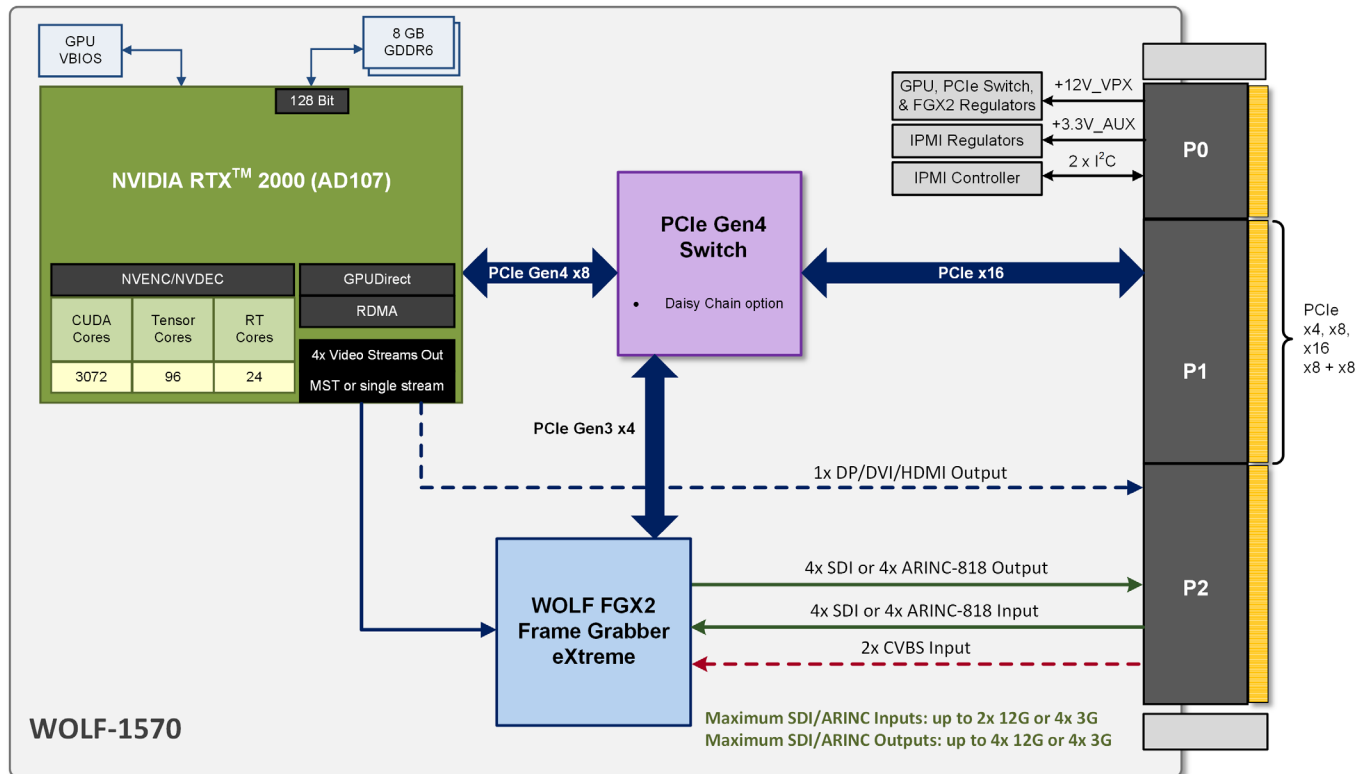 GPU
VBIOS
8 GB
GDDR6
128 Bit
NVIDIA RTX™ 2000 (AD107)
NVENC/NVDEC
CUDA
Cores
Tensor
Cores
RT
Cores
3072
96
24
GPUDirect
RDMA
4x Video Streams Out
MST or single stream
PCIe Gen4 x8
PCIe Gen4
Switch
• Daisy Chain option
PCIe x16
GPU, PCIe Switch,
& FGX2 Regulators
+12V_VPX
IPMI Regulators
+3.3V_AUX
IPMI Controller
2 x I²C
P0
P1
PCIe
x4, x8,
x16
x8 + x8
PCIe Gen3 x4
1x DP/DVI/HDMI Output
WOLF FGX2
Frame Grabber
eXtreme
4x SDI or 4x ARINC-818 Output
4x SDI or 4x ARINC-818 Input
2x CVBS Input
P2
WOLF-1570
Maximum SDI/ARINC Inputs: up to 2x 12G or 4x 3G
Maximum SDI/ARINC Outputs: up to 4x 12G or 4x 3G